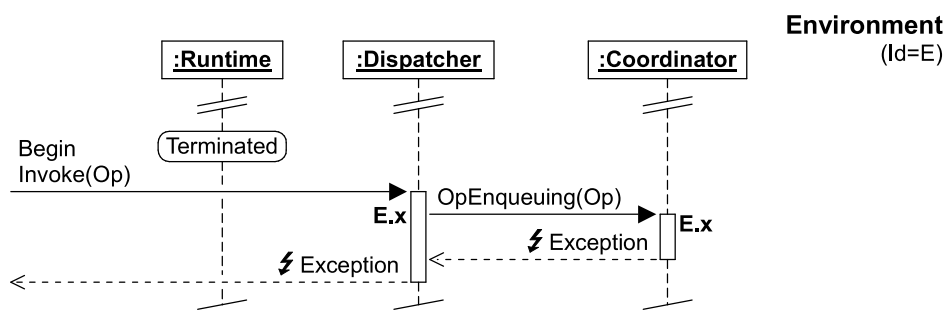 Environment
(Id=E)
:Runtime
:Dispatcher
:Coordinator
Terminated
Begin
Invoke(Op)
OpEnqueuing(Op)
E.x
E.x
Exception
Exception